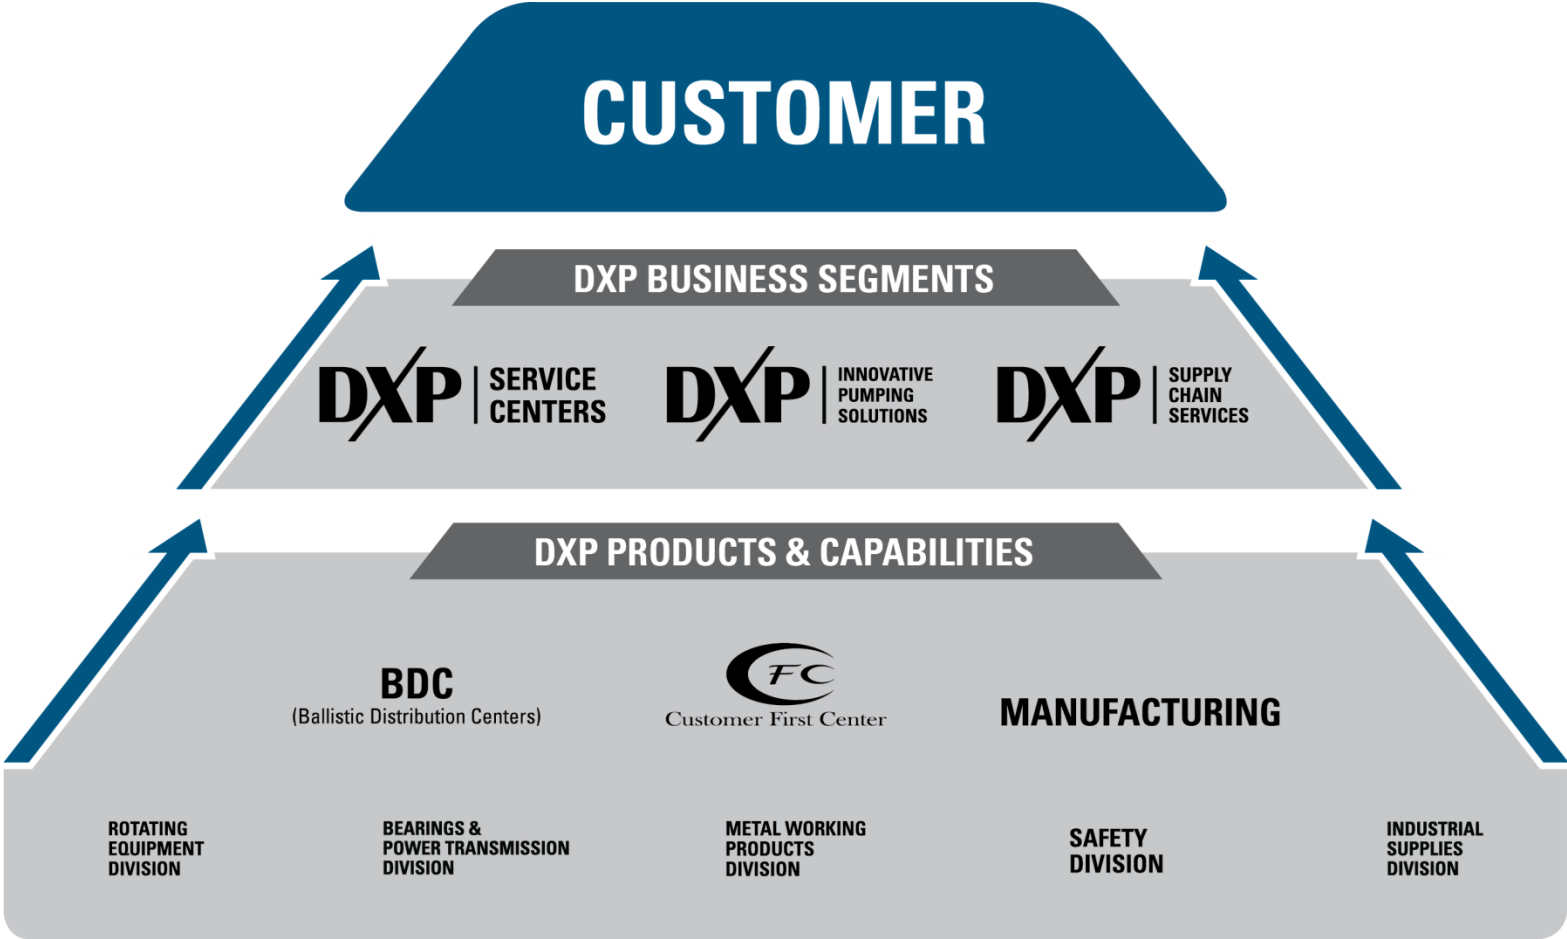 CUSTOMER
DXP BUSINESS SEGMENTS
DXP
SERVICE
CENTERS
DXP
INNOVATIVE
PUMPING
SOLUTIONS
DXP
SUPPLY
CHAIN
SERVICES
DXP PRODUCTS & CAPABILITIES
BDC
(Ballistic Distribution Centers)
CFC
Customer First Center
MANUFACTURING
ROTATING
EQUIPMENT
DIVISION
BEARINGS &
POWER TRANSMISSION
DIVISION
METAL WORKING
PRODUCTS
DIVISION
SAFETY
DIVISION
INDUSTRIAL
SUPPLIES
DIVISION